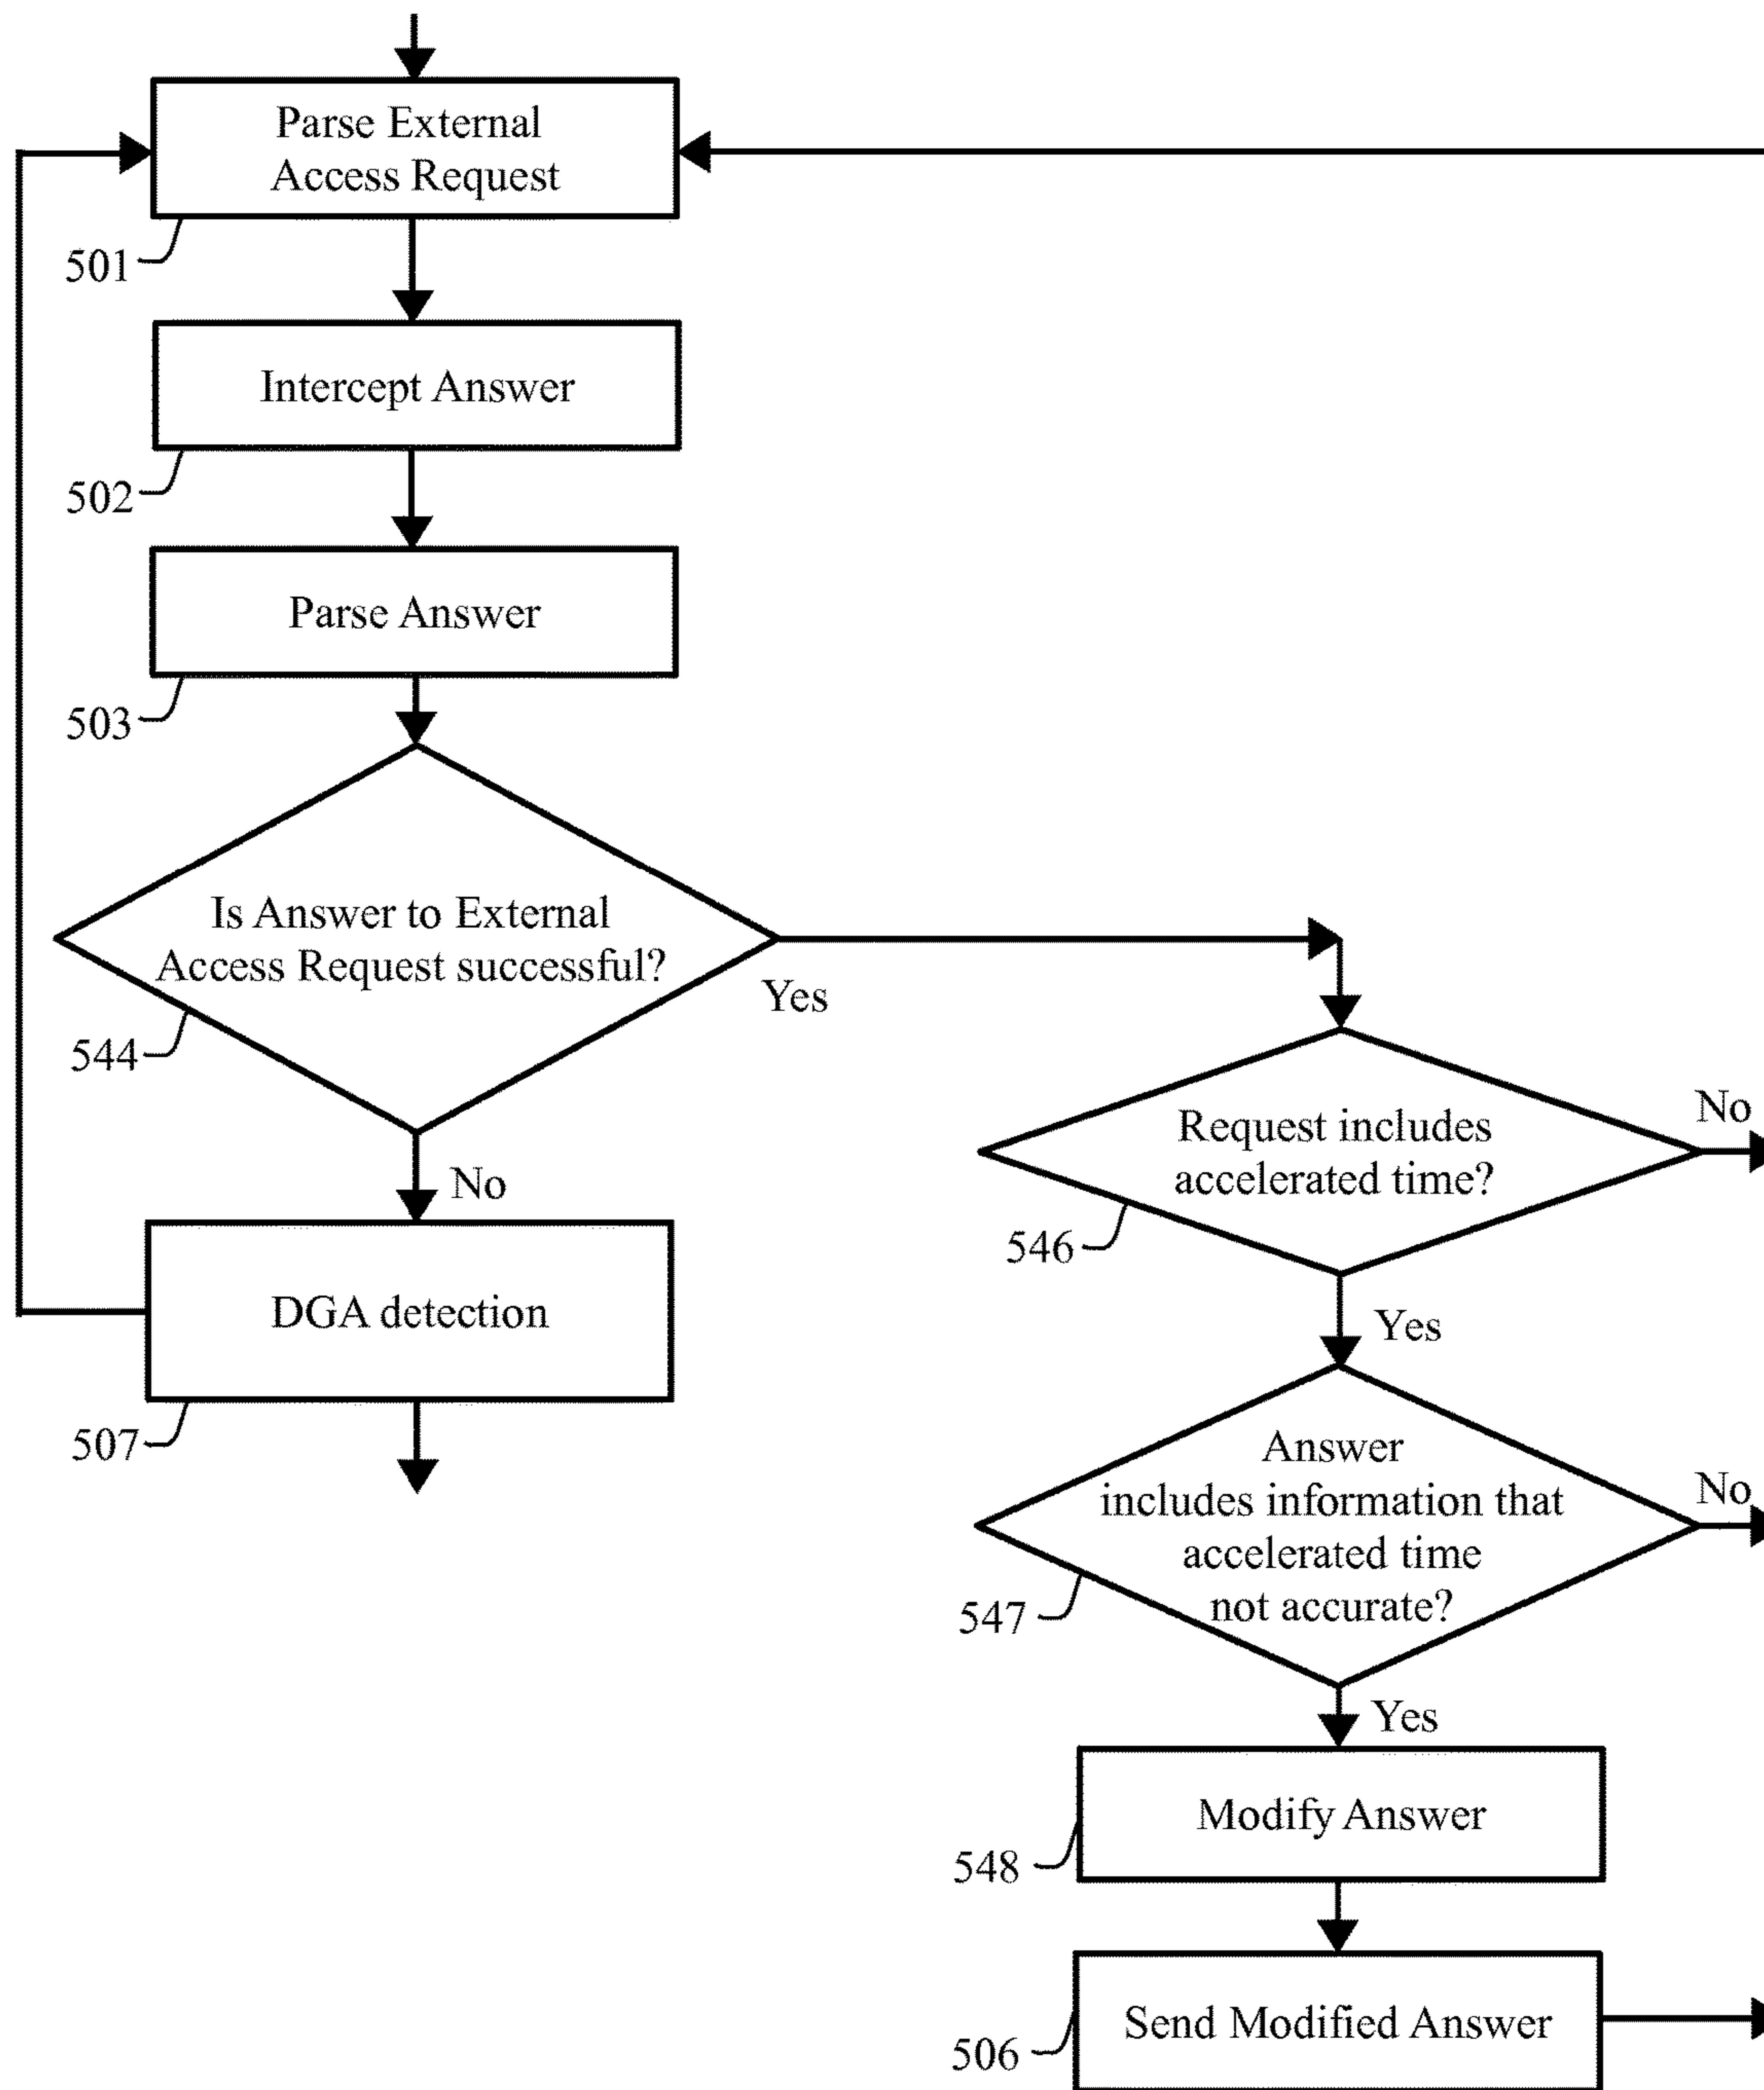 Parse External
Access Request
501
Intercept Answer
502
Parse Answer
503
Is Answer to External
Access Request successful?
Yes
544
No
DGA detection
507
Request includes
accelerated time?
No
546
Yes
Answer
includes information that
accelerated time
not accurate?
No
547
Yes
Modify Answer
548
Send Modified Answer
506